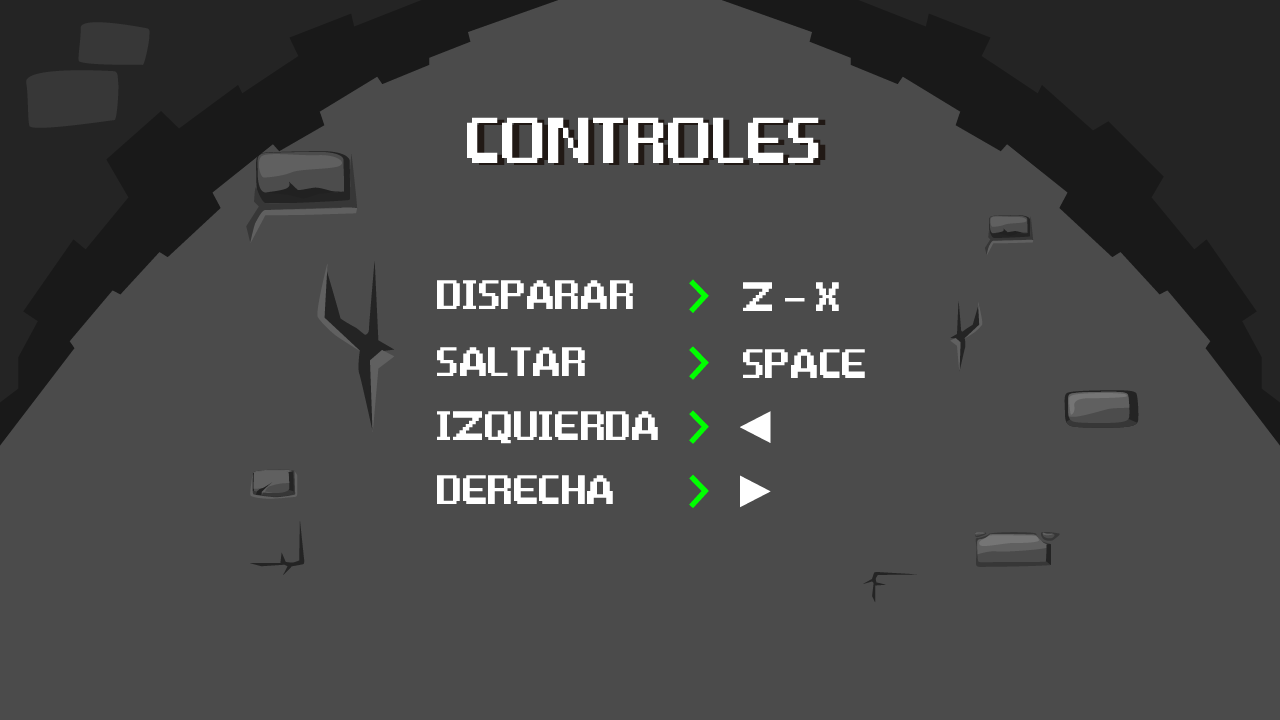 CONTROLES
DISPARAR > Z - X
SALTAR > SPACE
IZQUIERDA > ◀
DERECHA > ▶